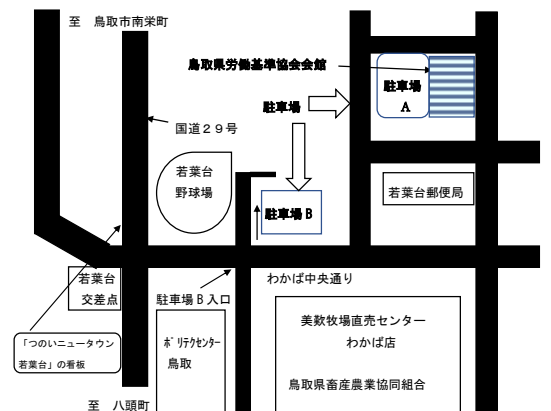 至　鳥取市南栄町
鳥取県労働基準協会会館
駐車場
A
駐車場
国道２９号
若葉台
野球場
若葉台郵便局
駐車場 B
若葉台
交差点
駐車場 B 入口
わかば中央通り
「つのいニュータウン
若葉台」の看板
ﾎﾟﾘﾃｸｾﾝﾀｰ
鳥取
美歎牧場直売センター
わかば店
鳥取県畜産農業協同組合
至　八頭町